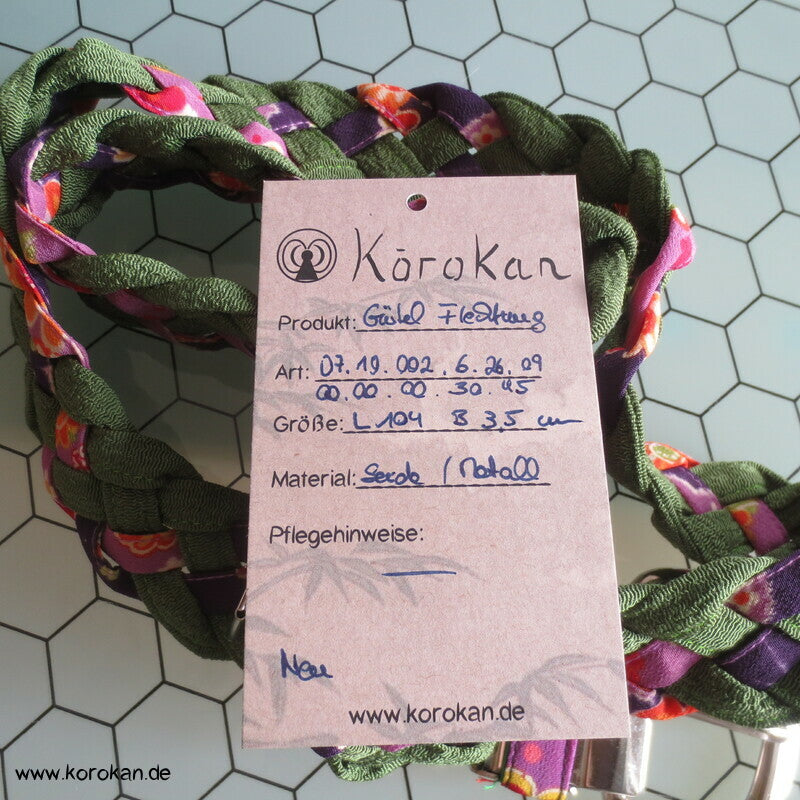 Kōrokan
Produkt: Gürtel Flechtung
Art: 07.19.002.6.26.09
00.00.00.30.45
Größe: L 104 B 3,5 cm
Material: Seide / Metall
Pflegehinweise:
Neu
www.korokan.de
www.korokan.de